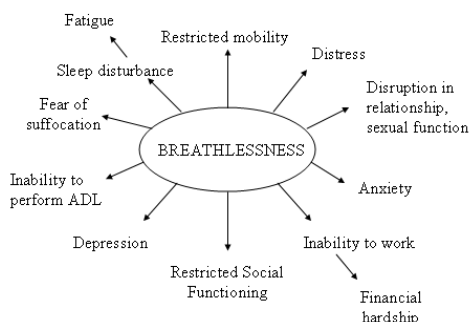 Fatigue
Restricted mobility
Distress
Sleep disturbance
Disruption in
relationship,
sexual function
Fear of
suffocation
BREATHLESSNESS
Inability to
perform ADL
Anxiety
Depression
Inability to work
Restricted Social
Functioning
Financial
hardship